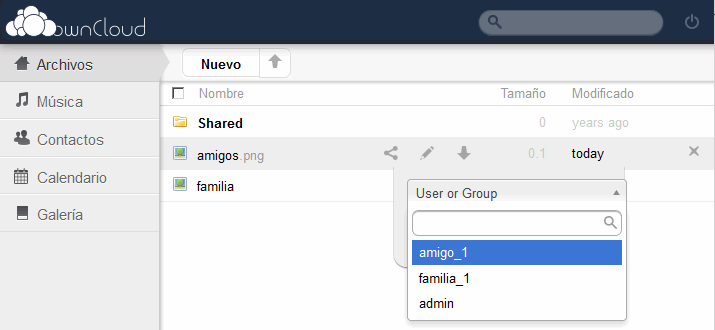 ownCloud
Archivos
Nuevo
Música
Nombre Tamaño Modificado
Contactos
Shared 0 years ago
amigos.png 0.1 today
Calendario
familia
User or Group
Galería
amigo_1
familia_1
admin